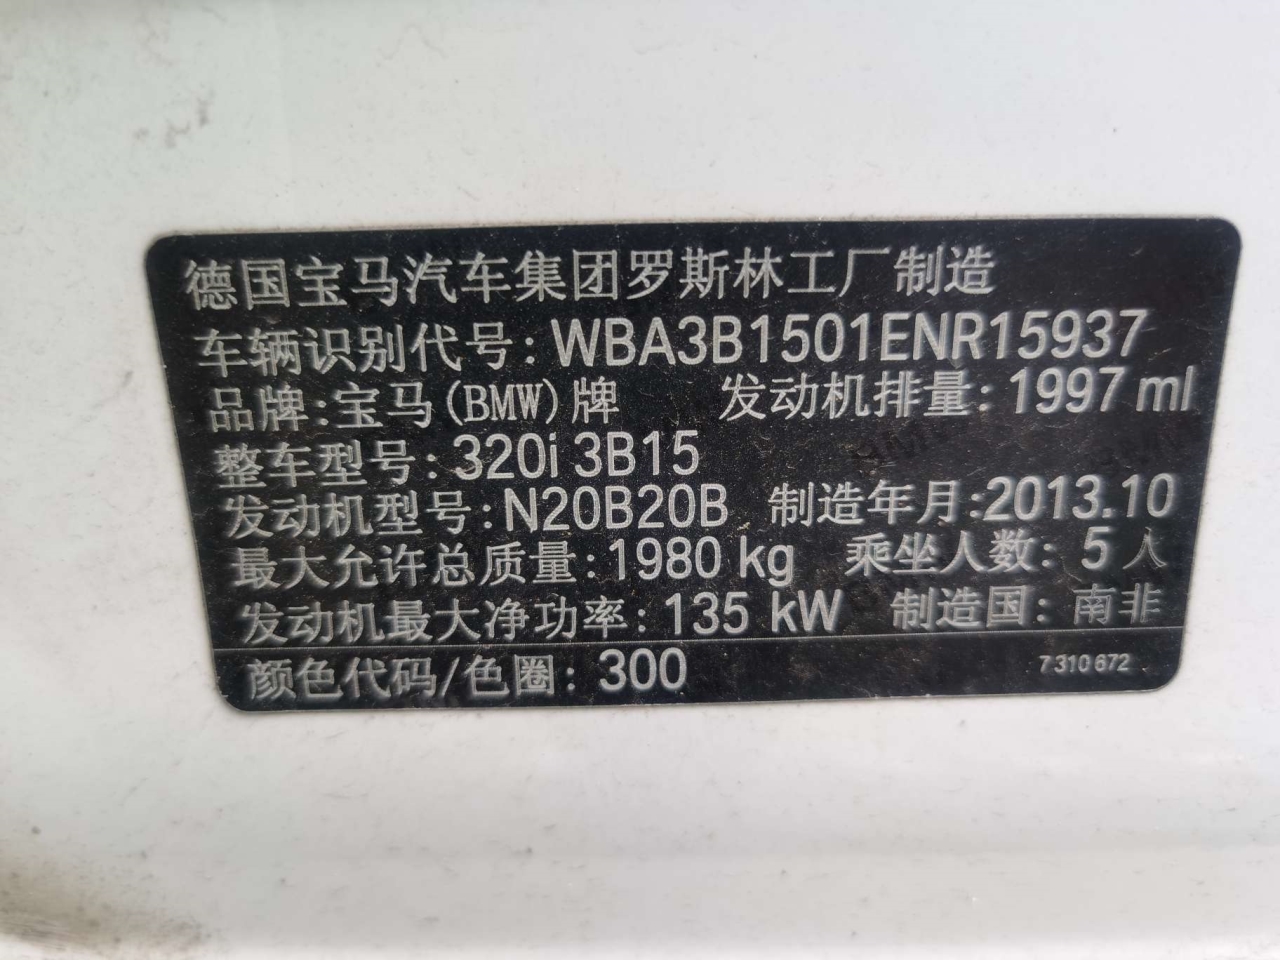 德国宝马汽车集团罗斯林工厂制造
车辆识别代号: WBA3B1501ENR15937
品牌:宝马(BMW)牌 发动机排量: 1997 ml
整车型号: 320i 3B15
发动机型号:N20B20B 制造年月:2013.10
最大允许总质量:1980 kg 乘坐人数: 5 人
发动机最大净功率: 135 kW 制造国: 南非
颜色代码/色圈: 300 7 310 672